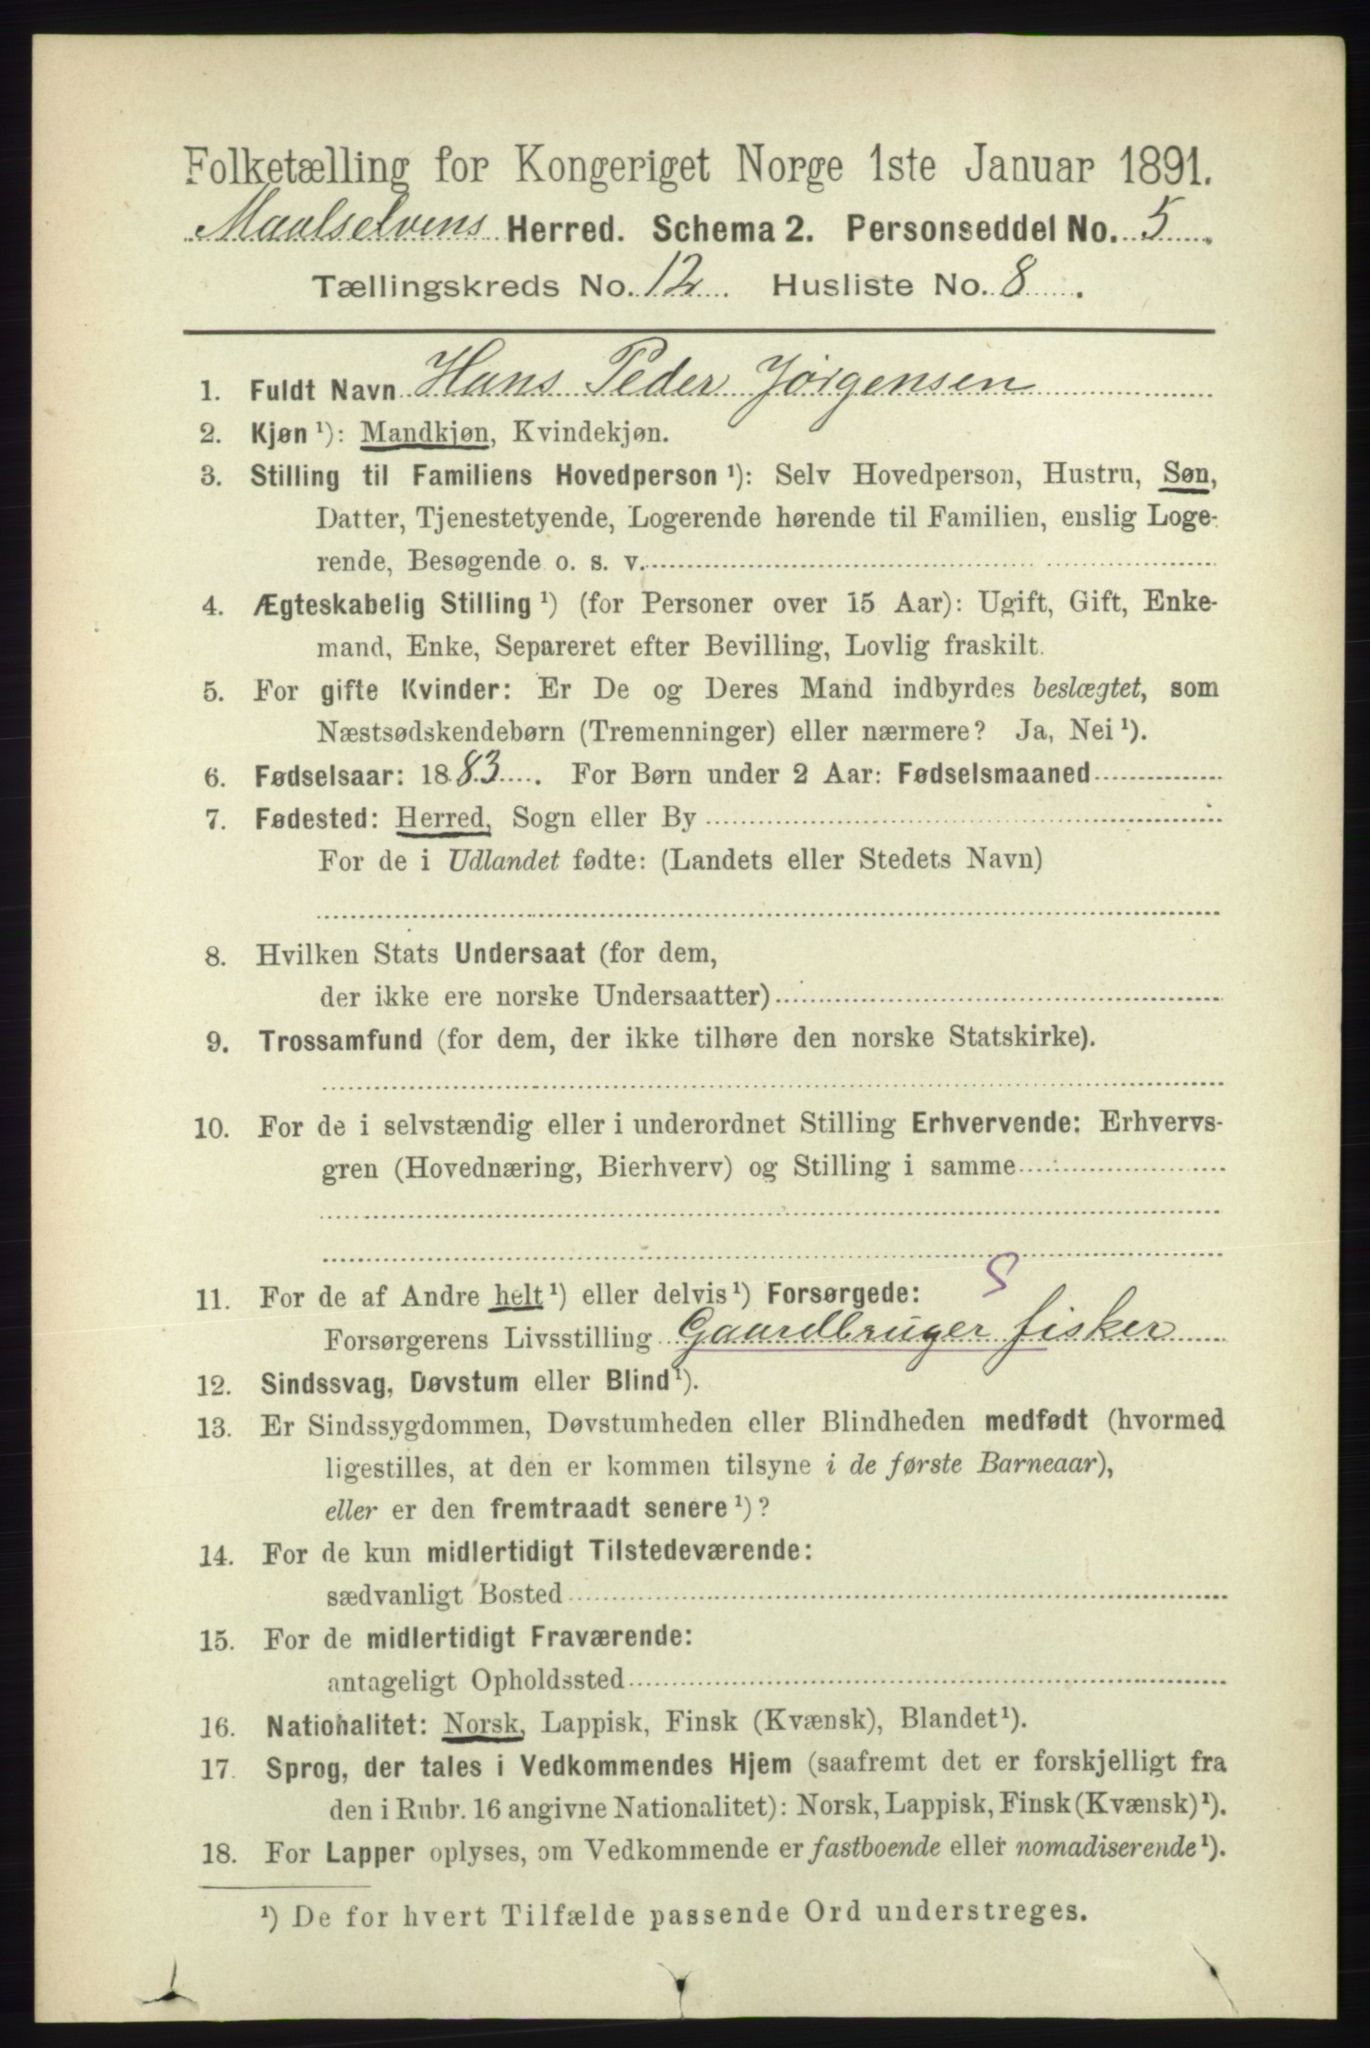 Folketælling for Kongeriget Norge 1ste Januar 1891.
Maalselvens Herred. Schema 2. Personseddel No. 5.
Tællingskreds No. 12. Husliste No. 8.
1. Fuldt Navn Hans Peder Jørgensen
2. Kjøn ¹): Mandkjøn, Kvindekjøn.
3. Stilling til Familiens Hovedperson ¹): Selv Hovedperson, Hustru, Søn,
Datter, Tjenestetyende, Logerende hørende til Familien, enslig Loge-
rende, Besøgende o. s. v.
4. Ægteskabelig Stilling ¹) (for Personer over 15 Aar): Ugift, Gift, Enke-
mand, Enke, Separeret efter Bevilling, Lovlig fraskilt.
5. For gifte Kvinder: Er De og Deres Mand indbyrdes beslægtet, som
Næstsødskendebørn (Tremenninger) eller nærmere? Ja, Nei ¹).
6. Fødselsaar: 1883. For Børn under 2 Aar: Fødselsmaaned
7. Fødested: Herred, Sogn eller By
For de i Udlandet fødte: (Landets eller Stedets Navn)
8. Hvilken Stats Undersaat (for dem,
der ikke ere norske Undersaatter)
9. Trossamfund (for dem, der ikke tilhøre den norske Statskirke).
10. For de i selvstændig eller i underordnet Stilling Erhvervende: Erhvervs-
gren (Hovednæring, Bierhverv) og Stilling i samme
S
11. For de af Andre helt ¹) eller delvis ¹) Forsørgede:
Forsørgerens Livsstilling Gaardbruger fisker
12. Sindssvag, Døvstum eller Blind ¹).
13. Er Sindssygdommen, Døvstumheden eller Blindheden medfødt (hvormed
ligestilles, at den er kommen tilsyne i de første Barneaar),
eller er den fremtraadt senere ¹)?
14. For de kun midlertidigt Tilstedeværende:
sædvanligt Bosted
15. For de midlertidigt Fraværende:
antageligt Opholdssted
16. Nationalitet: Norsk, Lappisk, Finsk (Kvænsk), Blandet ¹).
17. Sprog, der tales i Vedkommendes Hjem (saafremt det er forskjelligt fra
den i Rubr. 16 angivne Nationalitet): Norsk, Lappisk, Finsk (Kvænsk) ¹).
18. For Lapper oplyses, om Vedkommende er fastboende eller nomadiserende ¹).
¹) De for hvert Tilfælde passende Ord understreges.